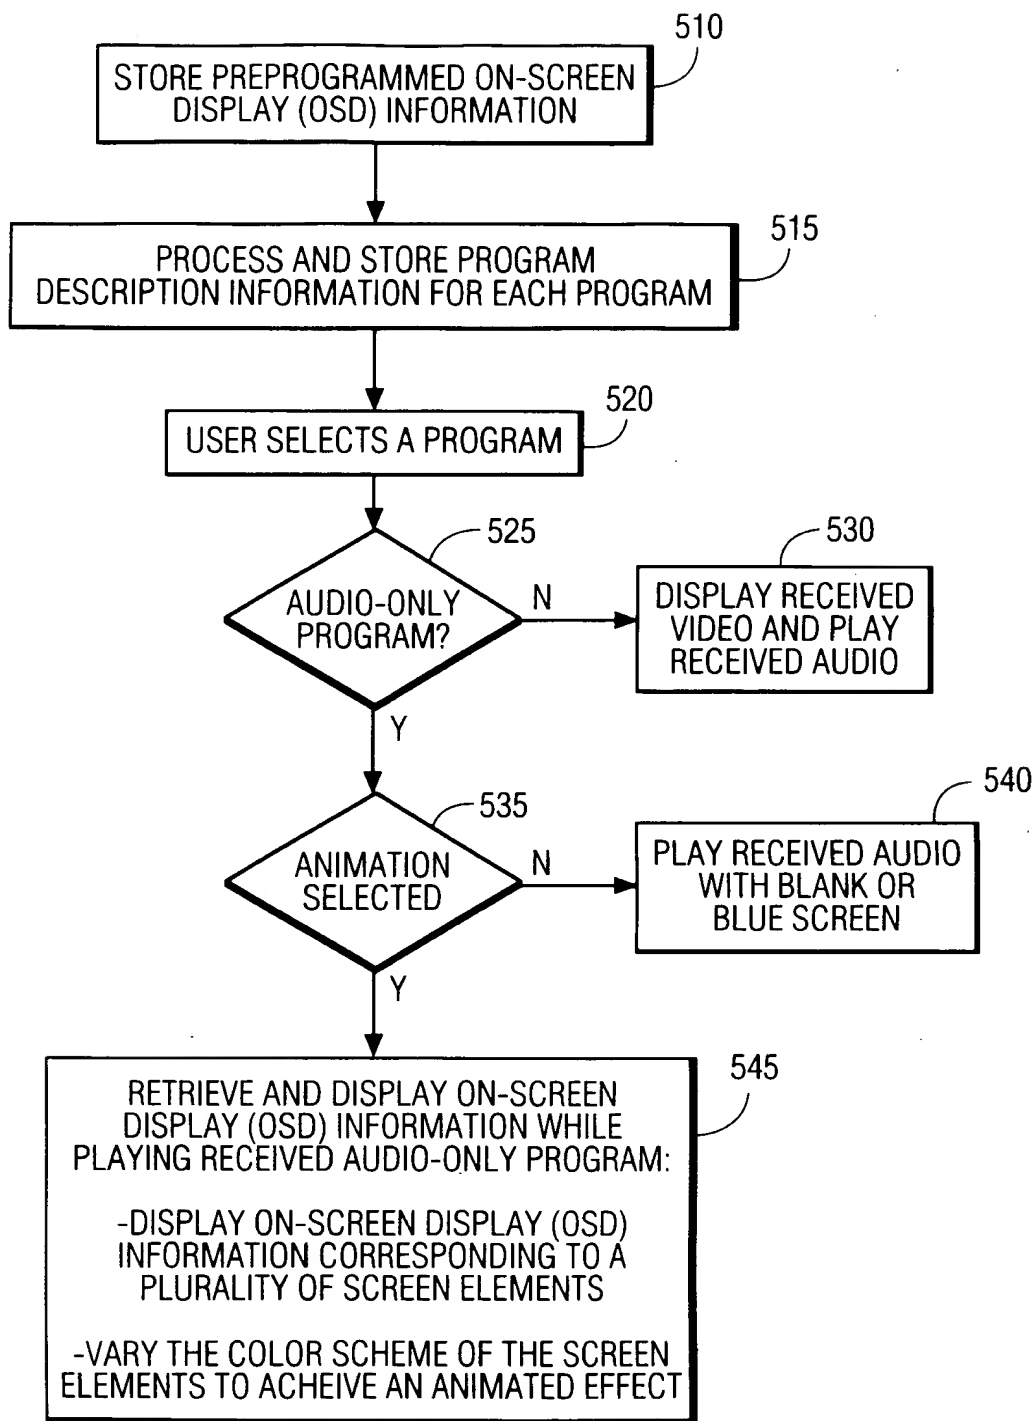 510
STORE PREPROGRAMMED ON-SCREEN
DISPLAY (OSD) INFORMATION
515
PROCESS AND STORE PROGRAM
DESCRIPTION INFORMATION FOR EACH PROGRAM
520
USER SELECTS A PROGRAM
525
AUDIO-ONLY
PROGRAM?
N
530
DISPLAY RECEIVED
VIDEO AND PLAY
RECEIVED AUDIO
Y
535
ANIMATION
SELECTED
N
540
PLAY RECEIVED AUDIO
WITH BLANK OR
BLUE SCREEN
Y
545
RETRIEVE AND DISPLAY ON-SCREEN
DISPLAY (OSD) INFORMATION WHILE
PLAYING RECEIVED AUDIO-ONLY PROGRAM:
-DISPLAY ON-SCREEN DISPLAY (OSD)
INFORMATION CORRESPONDING TO A
PLURALITY OF SCREEN ELEMENTS
-VARY THE COLOR SCHEME OF THE SCREEN
ELEMENTS TO ACHEIVE AN ANIMATED EFFECT